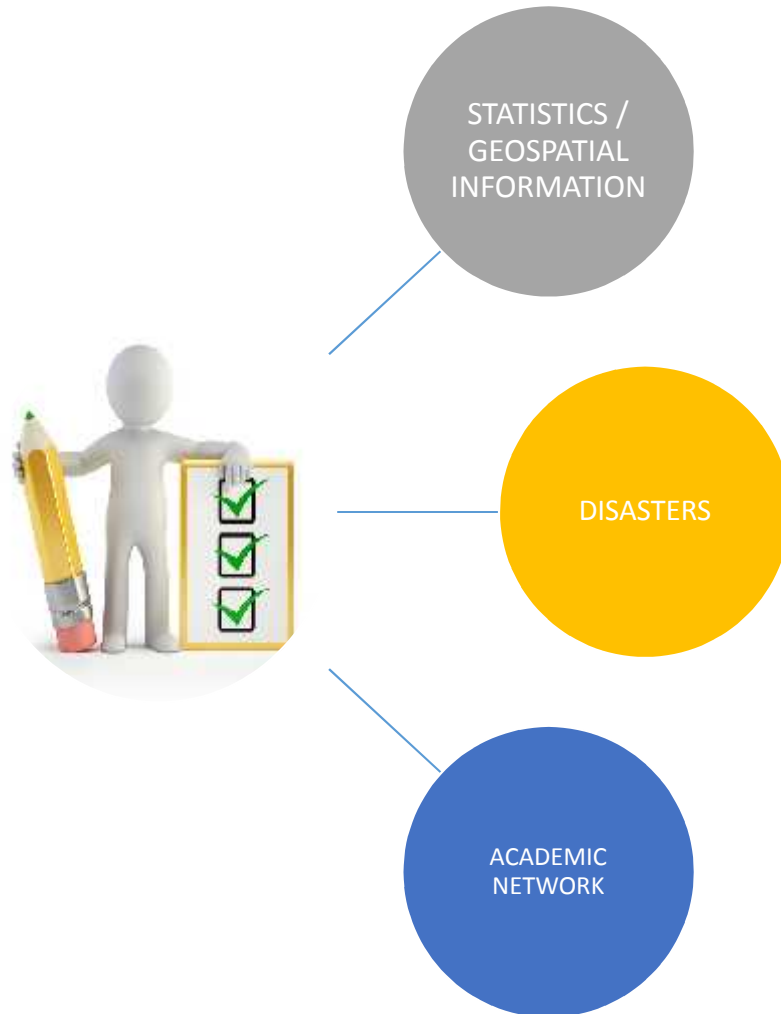 STATISTICS /
GEOSPATIAL
INFORMATION
DISASTERS
ACADEMIC
NETWORK